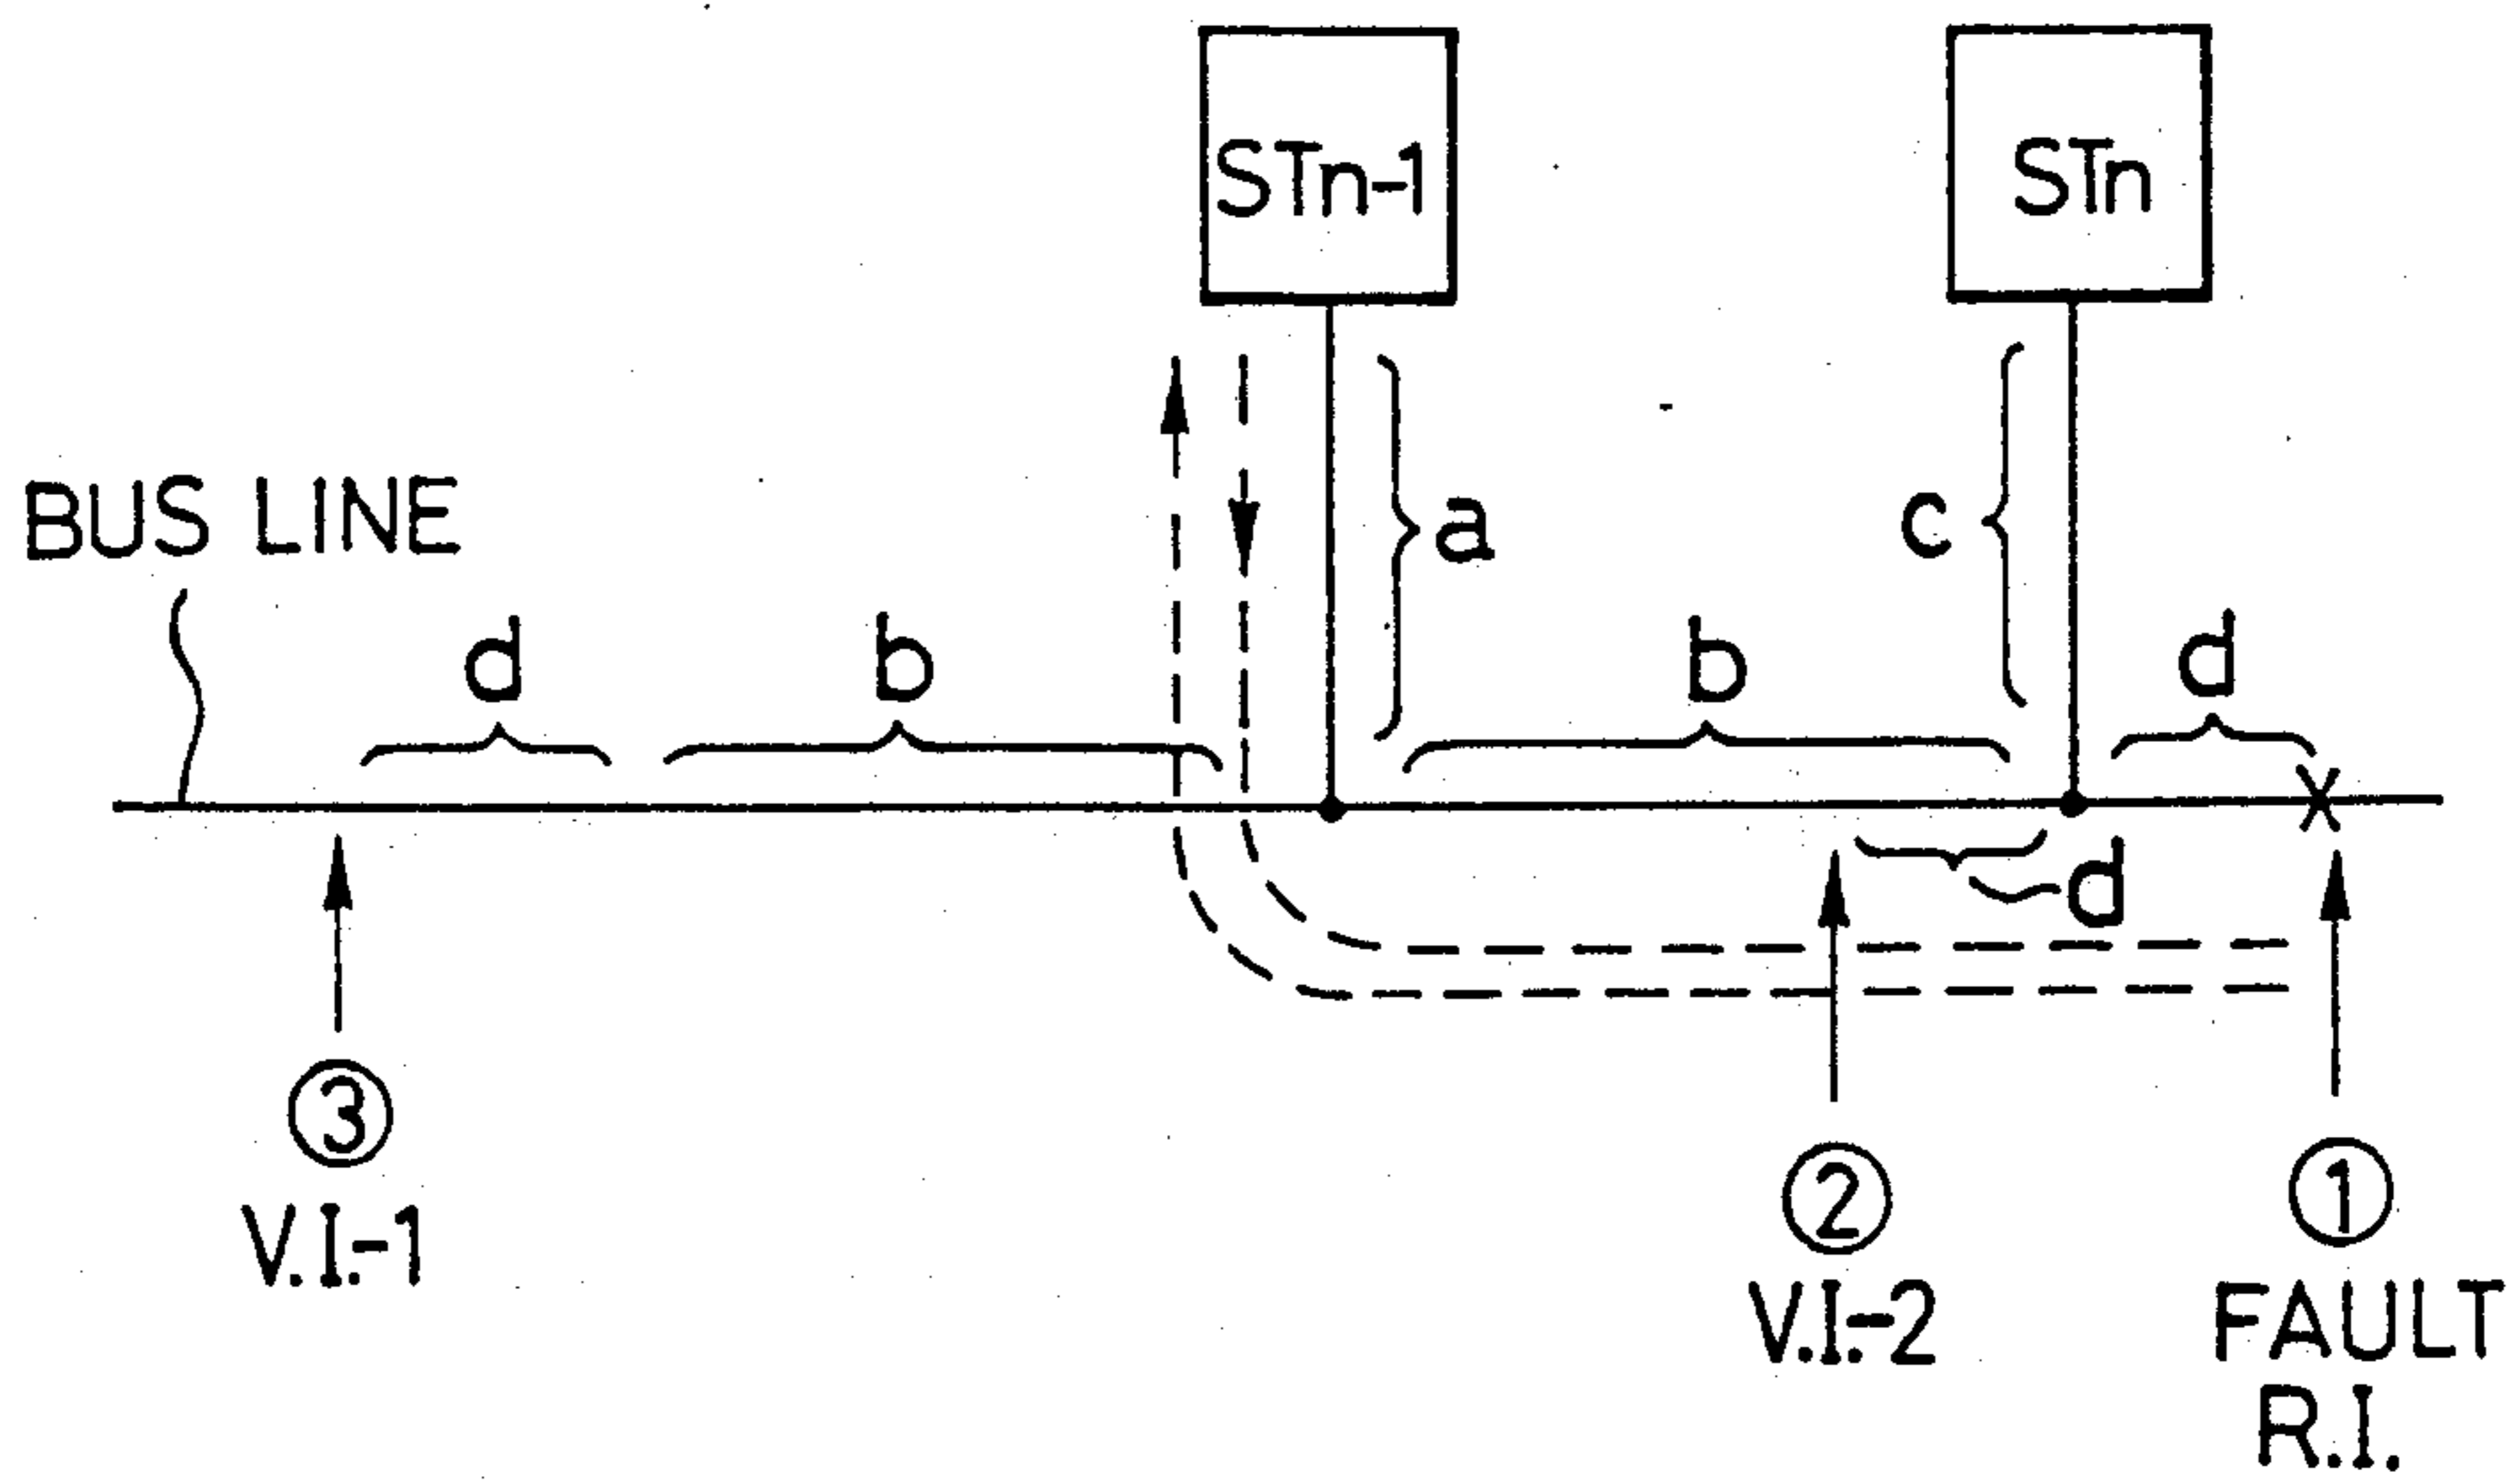 STn-1
STn
BUS LINE
a
c
d
b
b
d
d
3
V.I.-1
2
V.I.-2
1
FAULT
R.I.